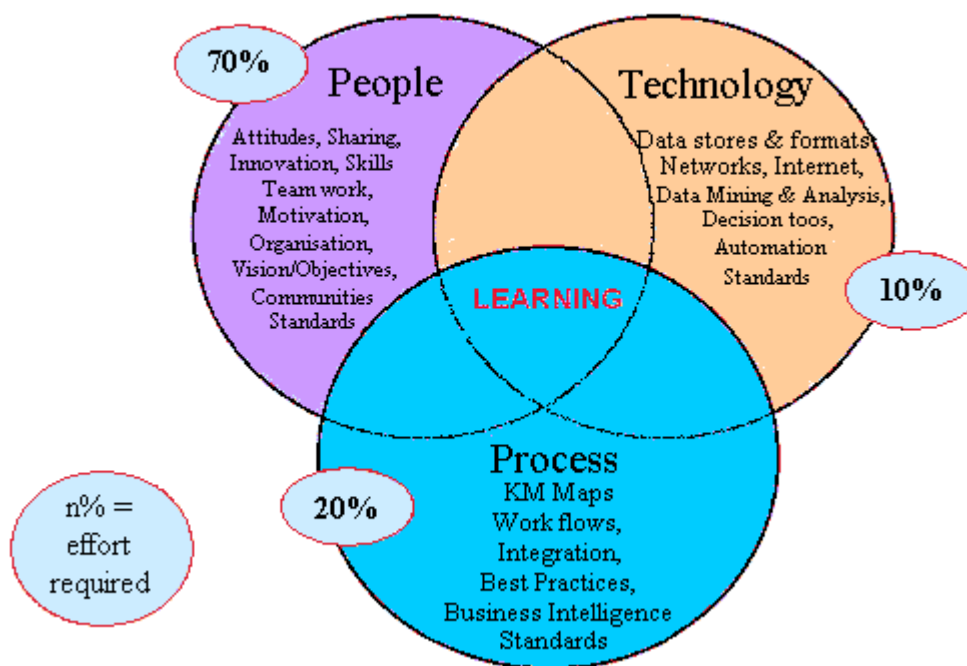 70%
People
Attitudes, Sharing,
Innovation, Skills
Team work,
Motivation,
Organisation,
Vision/Objectives,
Communities
Standards
Technology
Data stores & formats
Networks, Internet,
Data Mining & Analysis,
Decision toos,
Automation
Standards
10%
LEARNING
Process
KM Maps
Work flows,
Integration,
Best Practices,
Business Intelligence
Standards
20%
n% =
effort
required